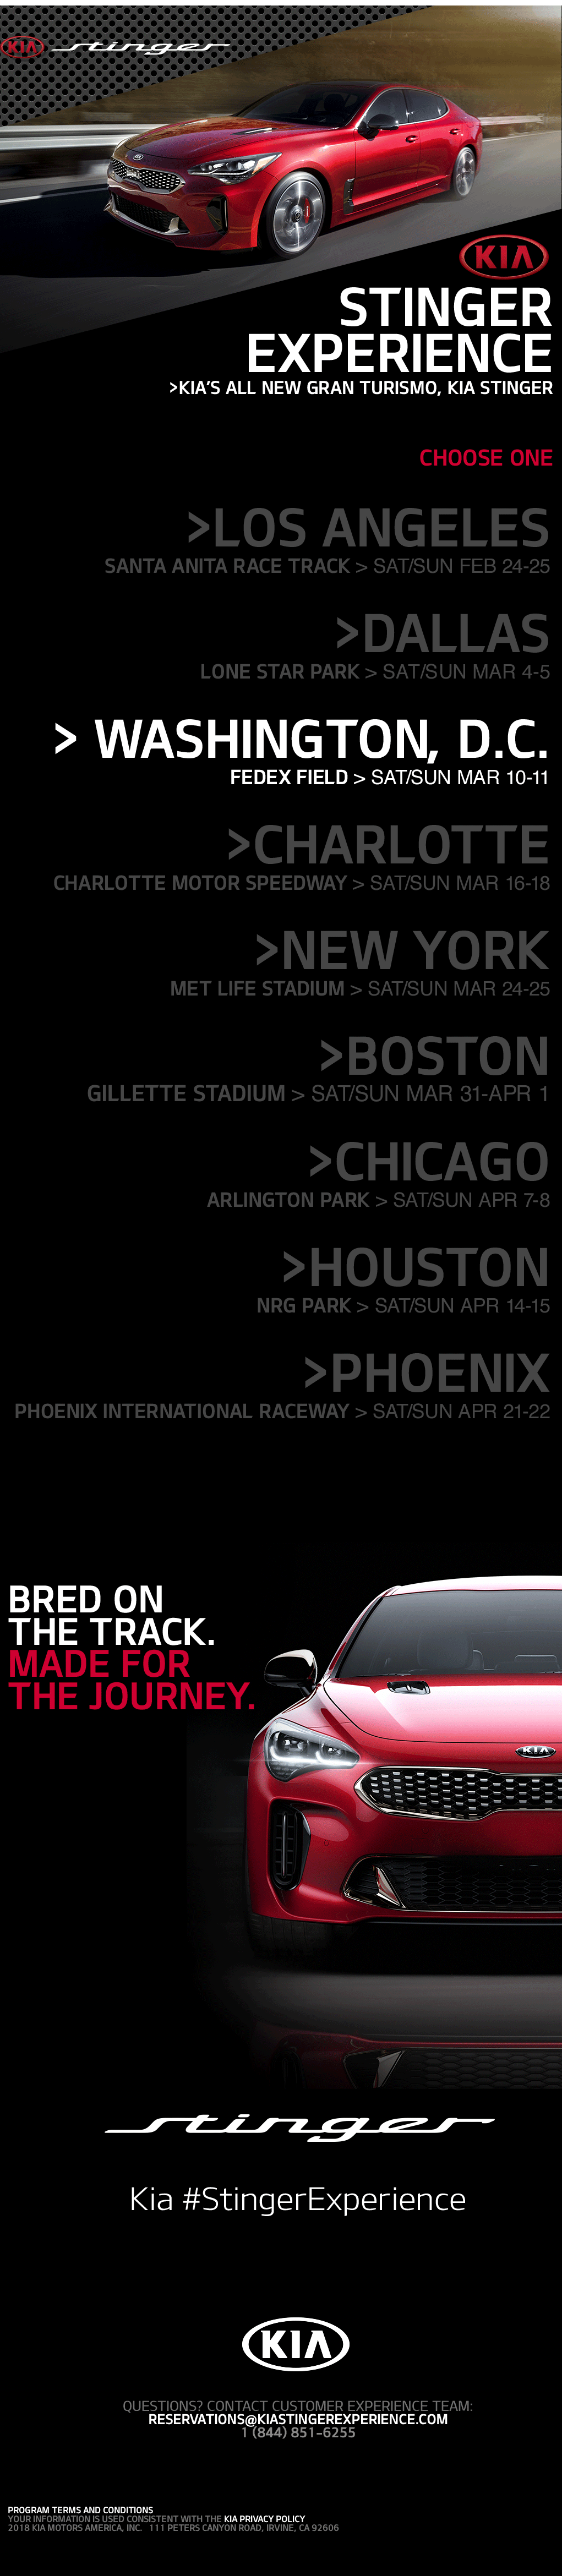 KIA stinger
KIA
STINGER
EXPERIENCE
>KIA'S ALL NEW GRAN TURISMO, KIA STINGER
CHOOSE ONE
>LOS ANGELES
SANTA ANITA RACE TRACK > SAT/SUN FEB 24-25
>DALLAS
LONE STAR PARK > SAT/SUN MAR 4-5
> WASHINGTON, D.C.
FEDEX FIELD > SAT/SUN MAR 10-11
>CHARLOTTE
CHARLOTTE MOTOR SPEEDWAY > SAT/SUN MAR 16-18
>NEW YORK
MET LIFE STADIUM > SAT/SUN MAR 24-25
>BOSTON
GILLETTE STADIUM > SAT/SUN MAR 31-APR 1
>CHICAGO
ARLINGTON PARK > SAT/SUN APR 7-8
>HOUSTON
NRG PARK > SAT/SUN APR 14-15
>PHOENIX
PHOENIX INTERNATIONAL RACEWAY > SAT/SUN APR 21-22
BRED ON
THE TRACK.
MADE FOR
THE JOURNEY.
KIA
stinger
Kia #StingerExperience
KIA
QUESTIONS? CONTACT CUSTOMER EXPERIENCE TEAM:
RESERVATIONS@KIASTINGEREXPERIENCE.COM
1 (844) 851-6255
PROGRAM TERMS AND CONDITIONS
YOUR INFORMATION IS USED CONSISTENT WITH THE KIA PRIVACY POLICY
2018 KIA MOTORS AMERICA, INC. 111 PETERS CANYON ROAD, IRVINE, CA 92606